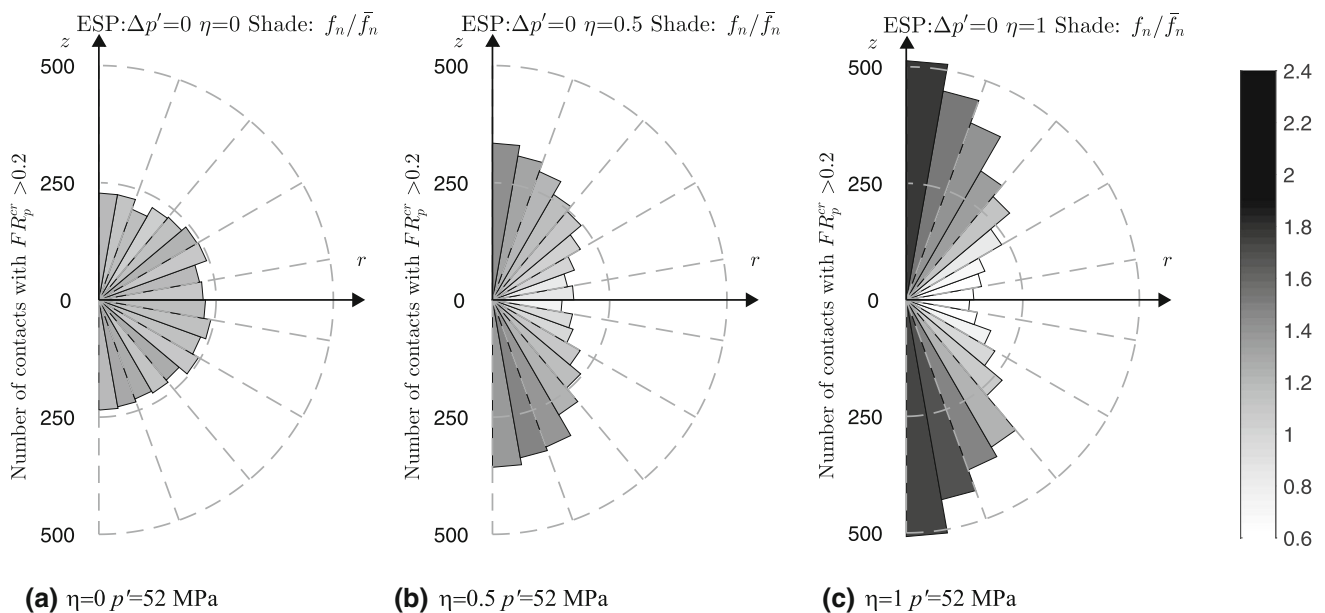 ESP:Δp′=0 η=0 Shade: f_n/f̄_n
z
500
250
0
250
500
r
Number of contacts with FR_p^{cr} >0.2
(a) η=0 p′=52 MPa
ESP:Δp′=0 η=0.5 Shade: f_n/f̄_n
z
500
250
0
250
500
r
Number of contacts with FR_p^{cr} >0.2
(b) η=0.5 p′=52 MPa
ESP:Δp′=0 η=1 Shade: f_n/f̄_n
z
500
250
0
250
500
r
Number of contacts with FR_p^{cr} >0.2
(c) η=1 p′=52 MPa
2.4
2.2
2
1.8
1.6
1.4
1.2
1
0.8
0.6